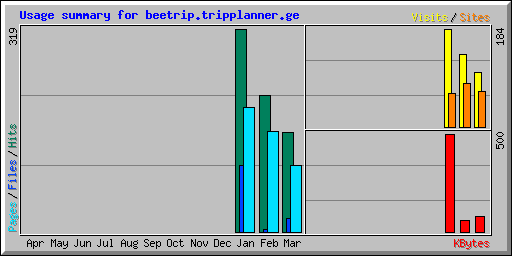 Usage summary for beetrip.tripplanner.ge
Visits / Sites
319
184
Pages / Files / Hits
500
Apr May Jun Jul Aug Sep Oct Nov Dec Jan Feb Mar
KBytes